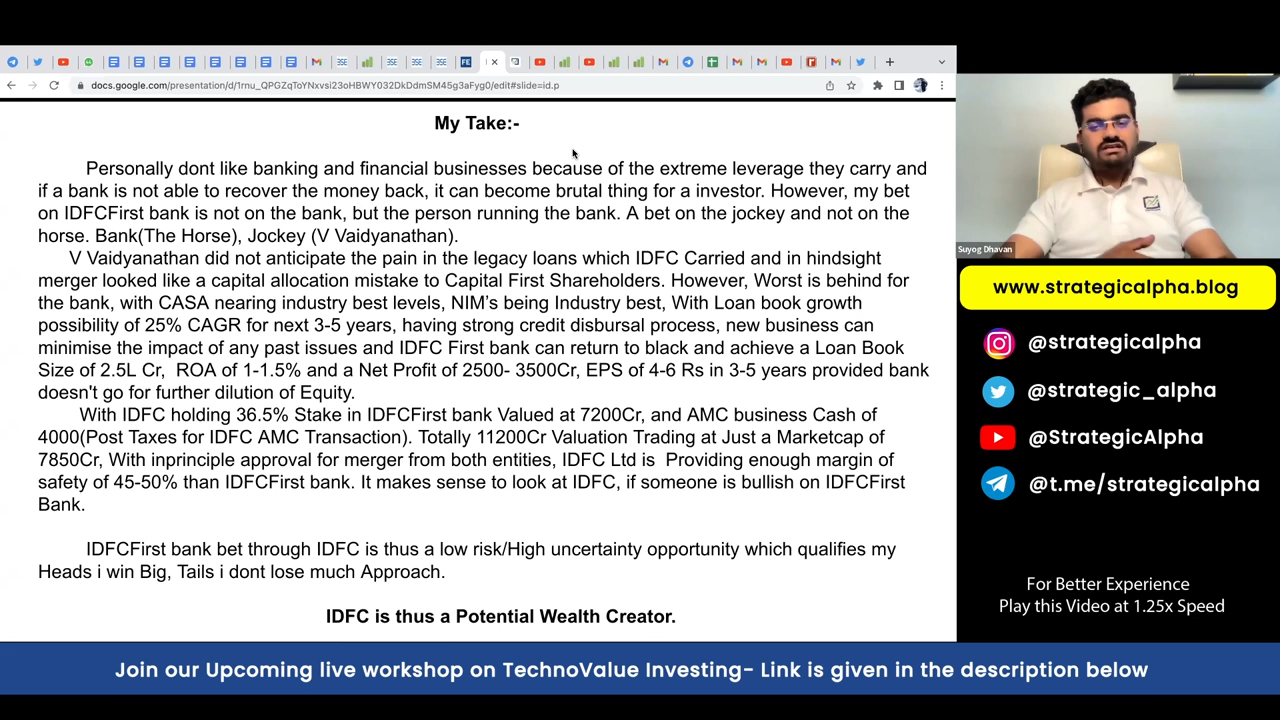 docs.google.com/presentation/d/1rnu_QPGZqToYNxvsi23oHBWY032DkDdmSM45g3aFyg0/edit#slide=id.p
My Take:-
Personally dont like banking and financial businesses because of the extreme leverage they carry and
if a bank is not able to recover the money back, it can become brutal thing for a investor. However, my bet
on IDFCFirst bank is not on the bank, but the person running the bank. A bet on the jockey and not on the
horse. Bank(The Horse), Jockey (V Vaidyanathan).
V Vaidyanathan did not anticipate the pain in the legacy loans which IDFC Carried and in hindsight
merger looked like a capital allocation mistake to Capital First Shareholders. However, Worst is behind for
the bank, with CASA nearing industry best levels, NIM's being Industry best, With Loan book growth
possibility of 25% CAGR for next 3-5 years, having strong credit disbursal process, new business can
minimise the impact of any past issues and IDFC First bank can return to black and achieve a Loan Book
Size of 2.5L Cr, ROA of 1-1.5% and a Net Profit of 2500- 3500Cr, EPS of 4-6 Rs in 3-5 years provided bank
doesn't go for further dilution of Equity.
With IDFC holding 36.5% Stake in IDFCFirst bank Valued at 7200Cr, and AMC business Cash of
4000(Post Taxes for IDFC AMC Transaction). Totally 11200Cr Valuation Trading at Just a Marketcap of
7850Cr, With inprinciple approval for merger from both entities, IDFC Ltd is Providing enough margin of
safety of 45-50% than IDFCFirst bank. It makes sense to look at IDFC, if someone is bullish on IDFCFirst
Bank.
IDFCFirst bank bet through IDFC is thus a low risk/High uncertainty opportunity which qualifies my
Heads i win Big, Tails i dont lose much Approach.
IDFC is thus a Potential Wealth Creator.
Suyog Dhavan
www.strategicalpha.blog
@strategicalpha
@strategic_alpha
@StrategicAlpha
@t.me/strategicalpha
For Better Experience
Play this Video at 1.25x Speed
Join our Upcoming live workshop on TechnoValue Investing- Link is given in the description below